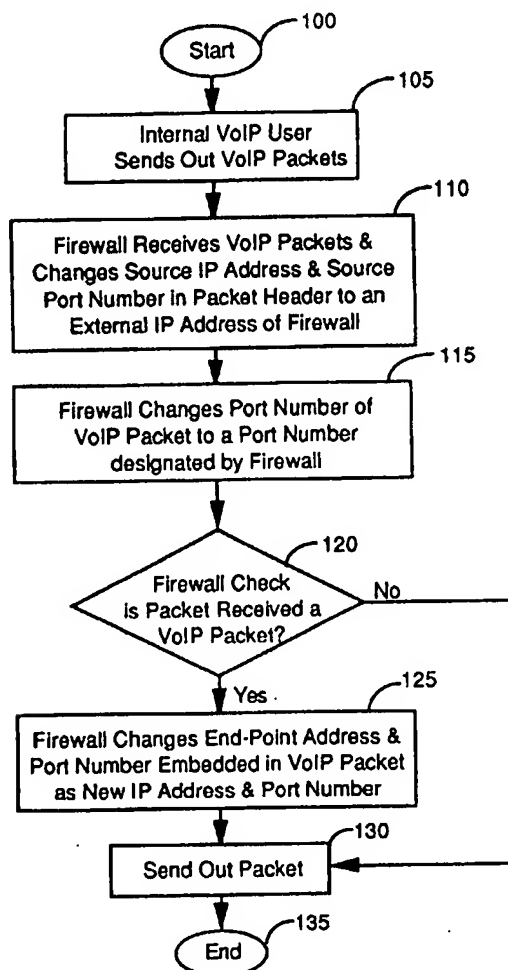 100
Start
105
Internal VoIP User
Sends Out VoIP Packets
110
Firewall Receives VoIP Packets &
Changes Source IP Address & Source
Port Number in Packet Header to an
External IP Address of Firewall
115
Firewall Changes Port Number of
VoIP Packet to a Port Number
designated by Firewall
120
Firewall Check
is Packet Received a
VoIP Packet?
No
Yes
125
Firewall Changes End-Point Address &
Port Number Embedded in VoIP Packet
as New IP Address & Port Number
130
Send Out Packet
135
End